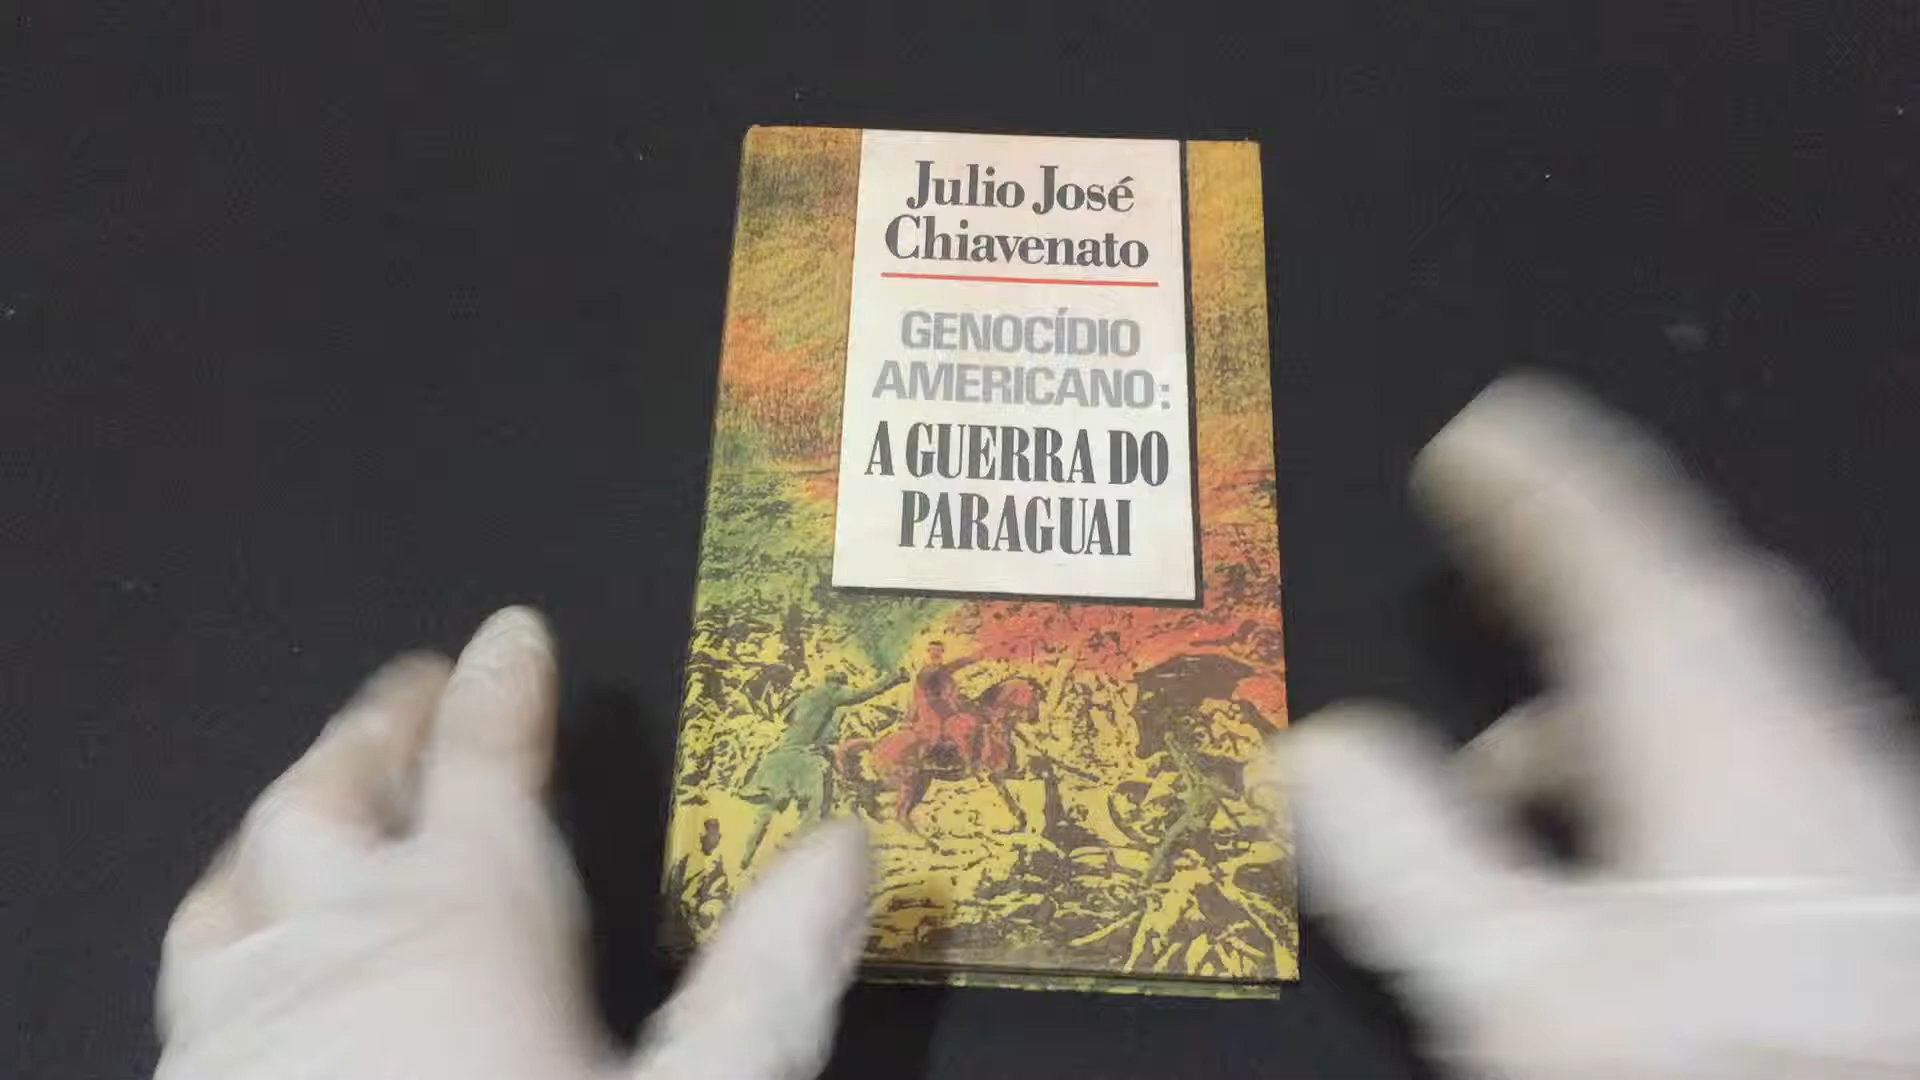 Julio José
Chiavenato
GENOCÍDIO
AMERICANO:
A GUERRA DO
PARAGUAI